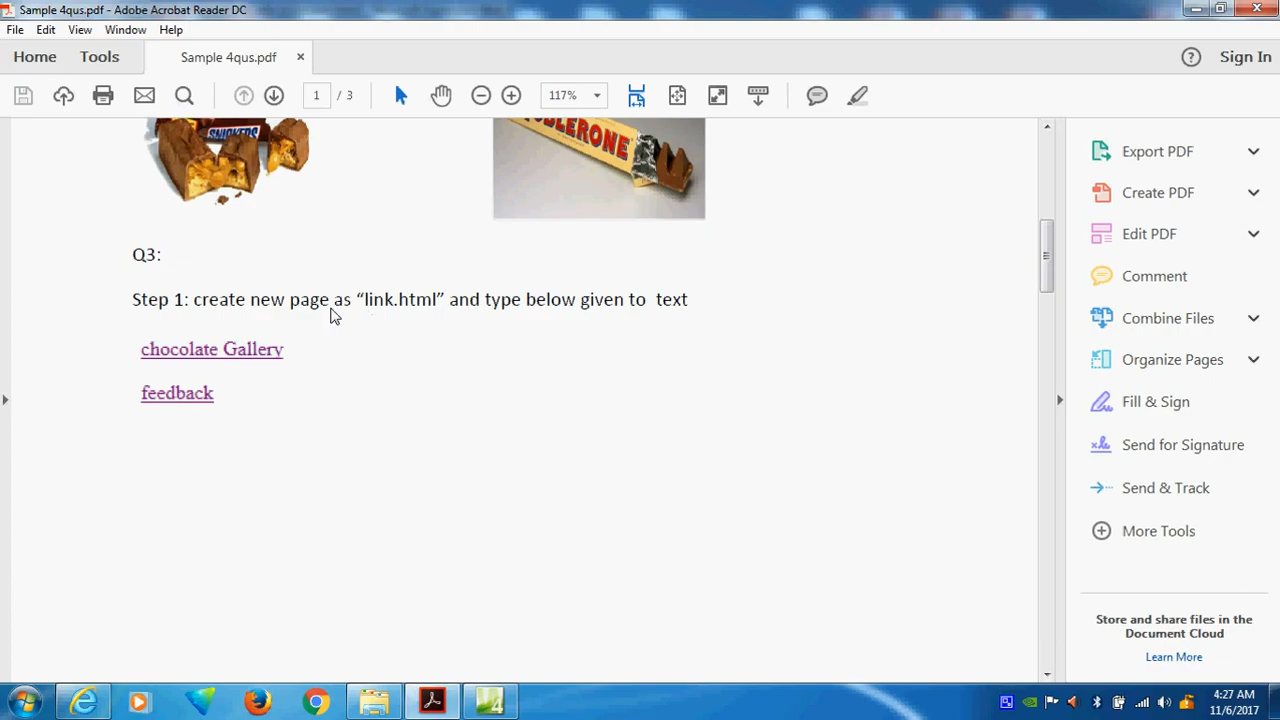 Sample 4qus.pdf - Adobe Acrobat Reader DC
File Edit View Window Help
Home Tools Sample 4qus.pdf × Sign In
1 / 3 117%
SNICKERS
TOBLERONE
Q3:
Step 1: create new page as “link.html” and type below given to  text
chocolate Gallery
feedback
Export PDF
Create PDF
Edit PDF
Comment
Combine Files
Organize Pages
Fill & Sign
Send for Signature
Send & Track
More Tools
Store and share files in the
Document Cloud
Learn More
4:27 AM
11/6/2017